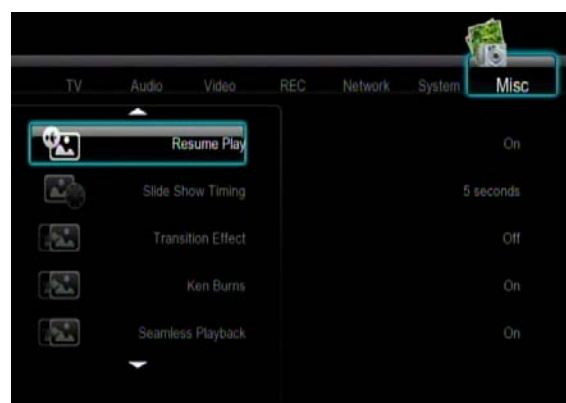 TV Audio Video REC Network System Misc
Resume Play On
Slide Show Timing 5 seconds
Transition Effect Off
Ken Burns On
Seamless Playback On